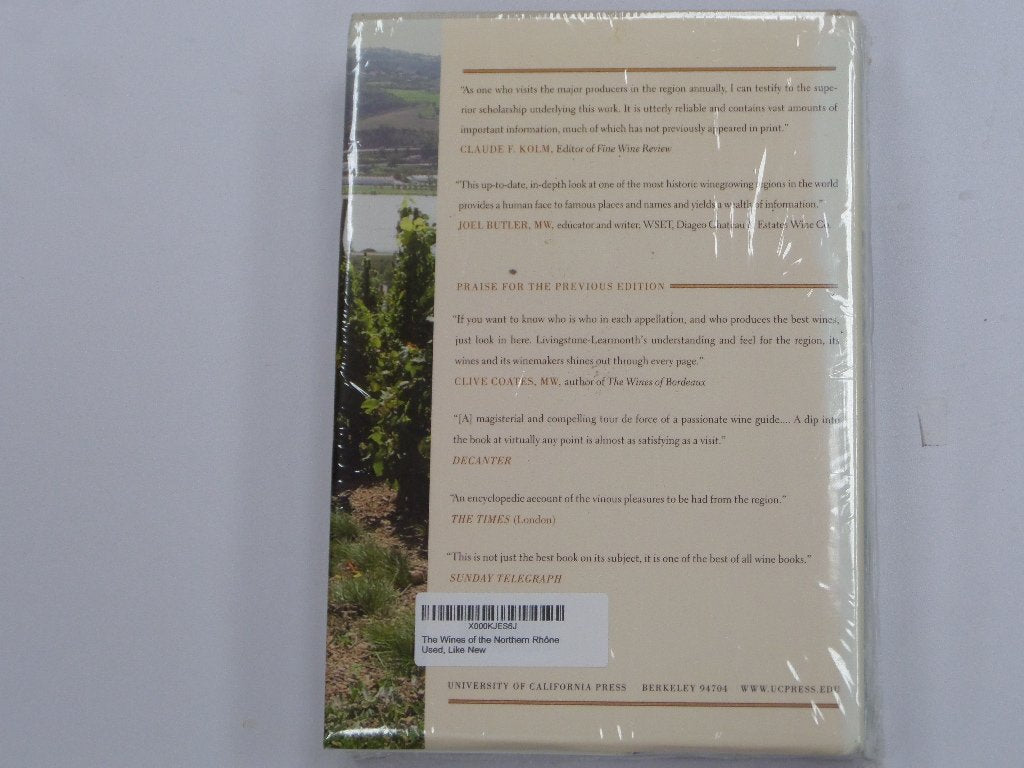 "As one who visits the major producers in the region annually, I can testify to the supe-
rior scholarship underlying this work. It is utterly reliable and contains vast amounts of
important information, much of which has not previously appeared in print."
CLAUDE F. KOLM, Editor of Fine Wine Review
"This up-to-date, in-depth look at one of the most historic winegrowing regions in the world
provides a human face to famous places and names and yields a wealth of information."
JOEL BUTLER, MW, educator and writer, WSET, Diageo Chateau & Estates Wine Co.
PRAISE FOR THE PREVIOUS EDITION
"If you want to know who is who in each appellation, and who produces the best wines,
just look in here. Livingstone-Learmonth's understanding and feel for the region, its
wines and its winemakers shines out through every page."
CLIVE COATES, MW, author of The Wines of Bordeaux
"[A] magisterial and compelling tour de force of a passionate wine guide.... A dip into
the book at virtually any point is almost as satisfying as a visit."
DECANTER
"An encyclopedic account of the vinous pleasures to be had from the region."
THE TIMES (London)
"This is not just the best book on its subject, it is one of the best of all wine books."
SUNDAY TELEGRAPH
X000KJES6J
The Wines of the Northern Rhône
Used, Like New
UNIVERSITY OF CALIFORNIA PRESS BERKELEY 94704 WWW.UCPRESS.EDU